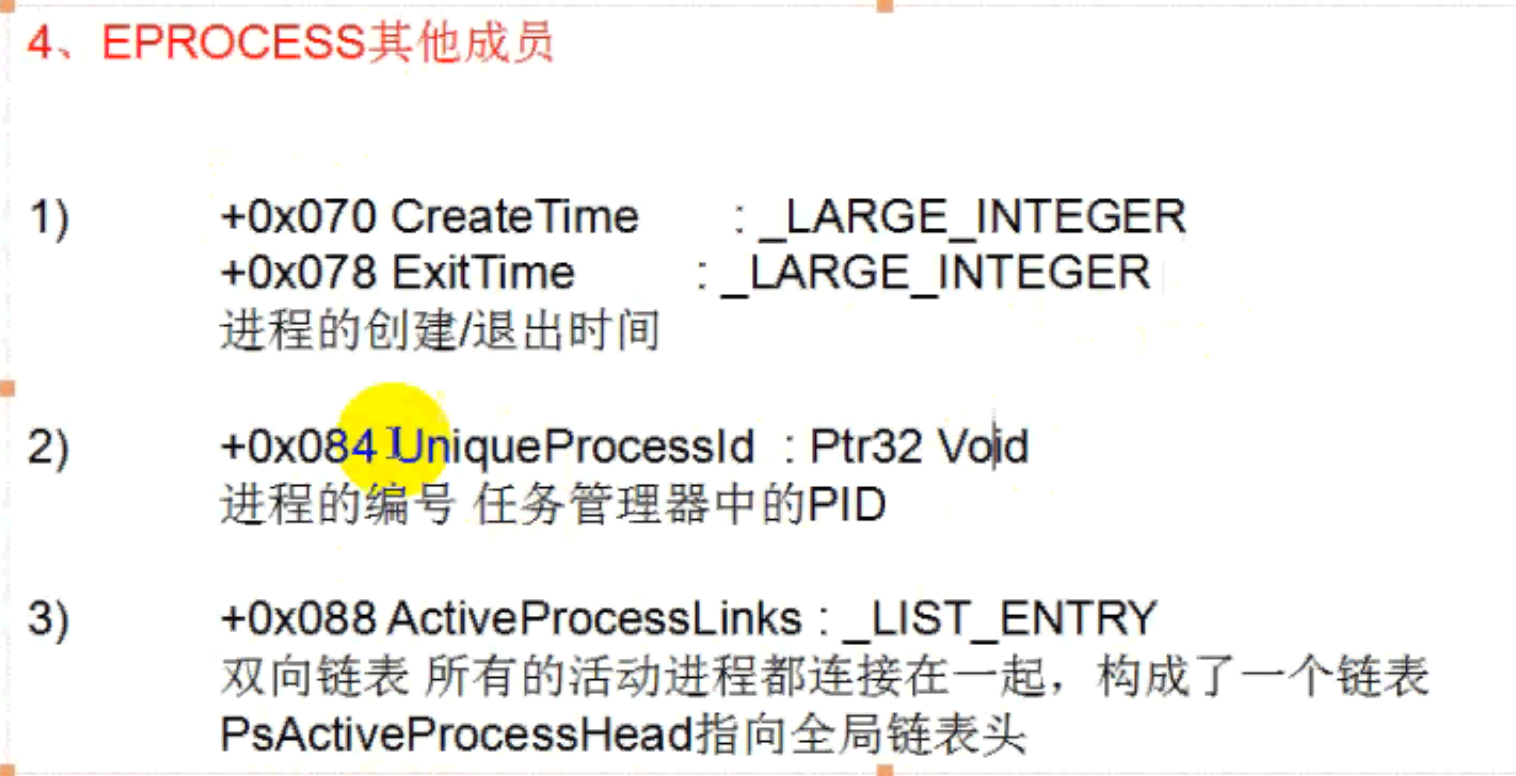 4、EPROCESS其他成员
1) +0x070 CreateTime : _LARGE_INTEGER
+0x078 ExitTime : _LARGE_INTEGER
进程的创建/退出时间
2) +0x084 UniqueProcessId : Ptr32 Void
进程的编号 任务管理器中的PID
3) +0x088 ActiveProcessLinks : _LIST_ENTRY
双向链表 所有的活动进程都连接在一起，构成了一个链表
PsActiveProcessHead指向全局链表头